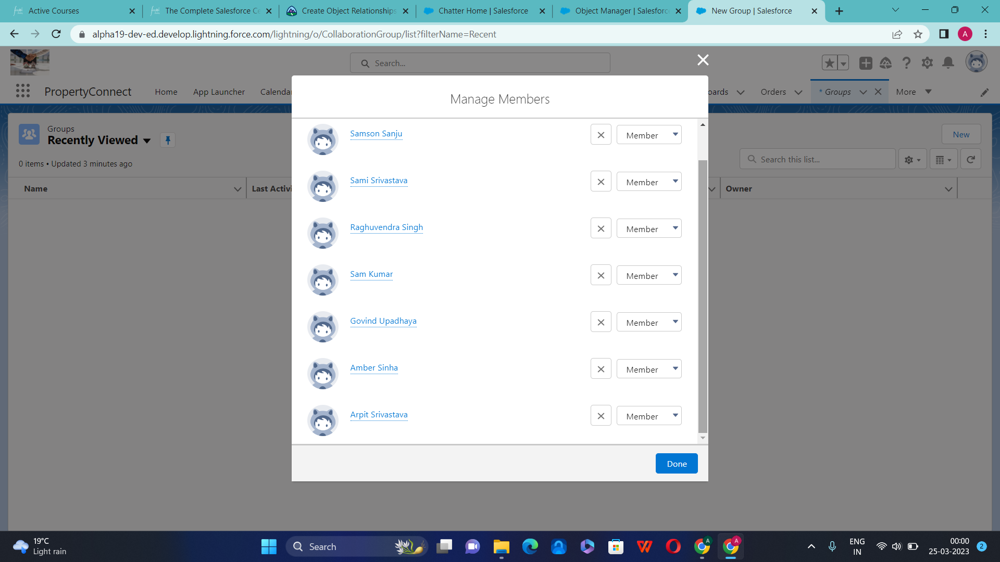 Active Courses
The Complete Salesforce Ce
Create Object Relationships
Chatter Home | Salesforce
Object Manager | Salesforce
New Group | Salesforce
alpha19-dev-ed.develop.lightning.force.com/lightning/o/CollaborationGroup/list?filterName=Recent
A
Search...
PropertyConnect
Home
App Launcher
Calenda
oards
Orders
* Groups
More
Manage Members
Groups
Recently Viewed
0 items • Updated 3 minutes ago
New
Search this list...
Name
Last Activi
Owner
Samson Sanju
Member
Sami Srivastava
Member
Raghuvendra Singh
Member
Sam Kumar
Member
Govind Upadhaya
Member
Amber Sinha
Member
Arpit Srivastava
Member
Done
19°C
Light rain
Search
A
A
ENG
IN
00:00
25-03-2023
2